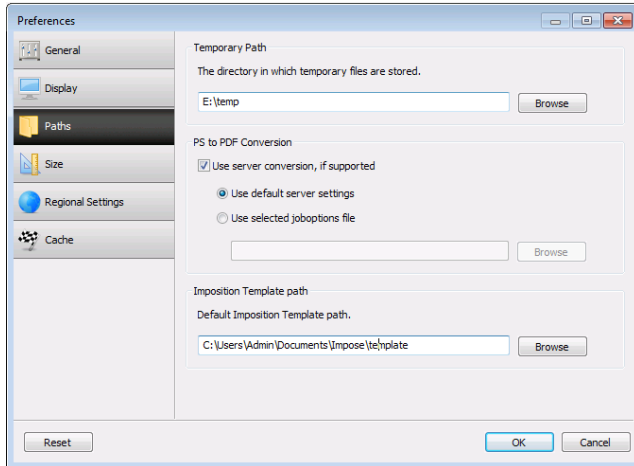 Preferences
General
Display
Paths
Size
Regional Settings
Cache
Temporary Path
The directory in which temporary files are stored.
E:\temp
Browse
PS to PDF Conversion
Use server conversion, if supported
Use default server settings
Use selected joboptions file
Browse
Imposition Template path
Default Imposition Template path.
C:\Users\Admin\Documents\Impose\template
Browse
Reset
OK
Cancel